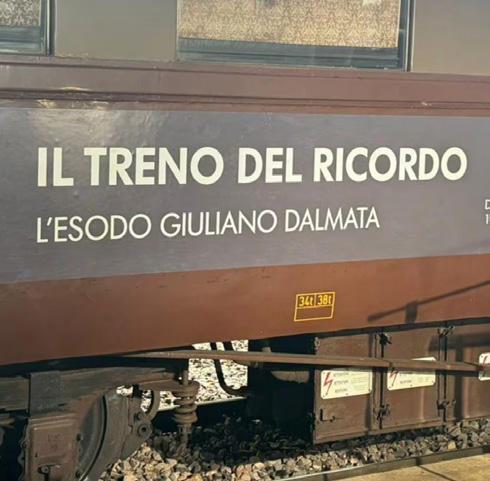 IL TRENO DEL RICORDO
L'ESODO GIULIANO DALMATA
34t 38t